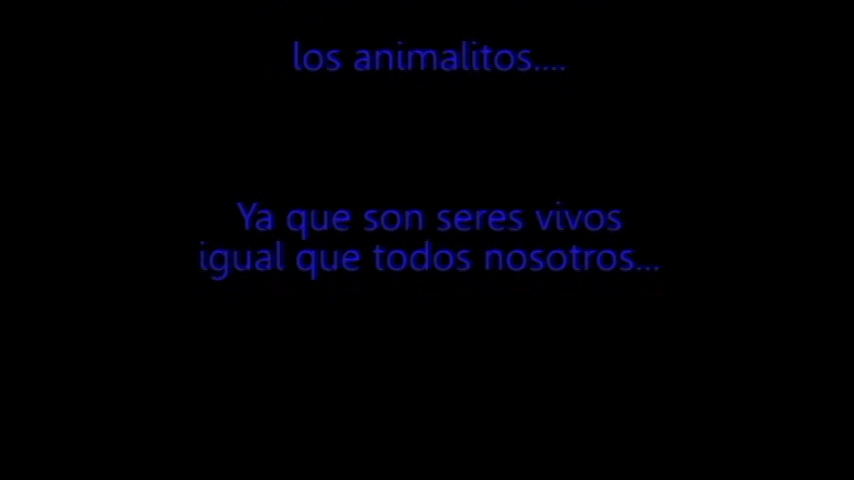 los animalitos....
Ya que son seres vivos
igual que todos nosotros...